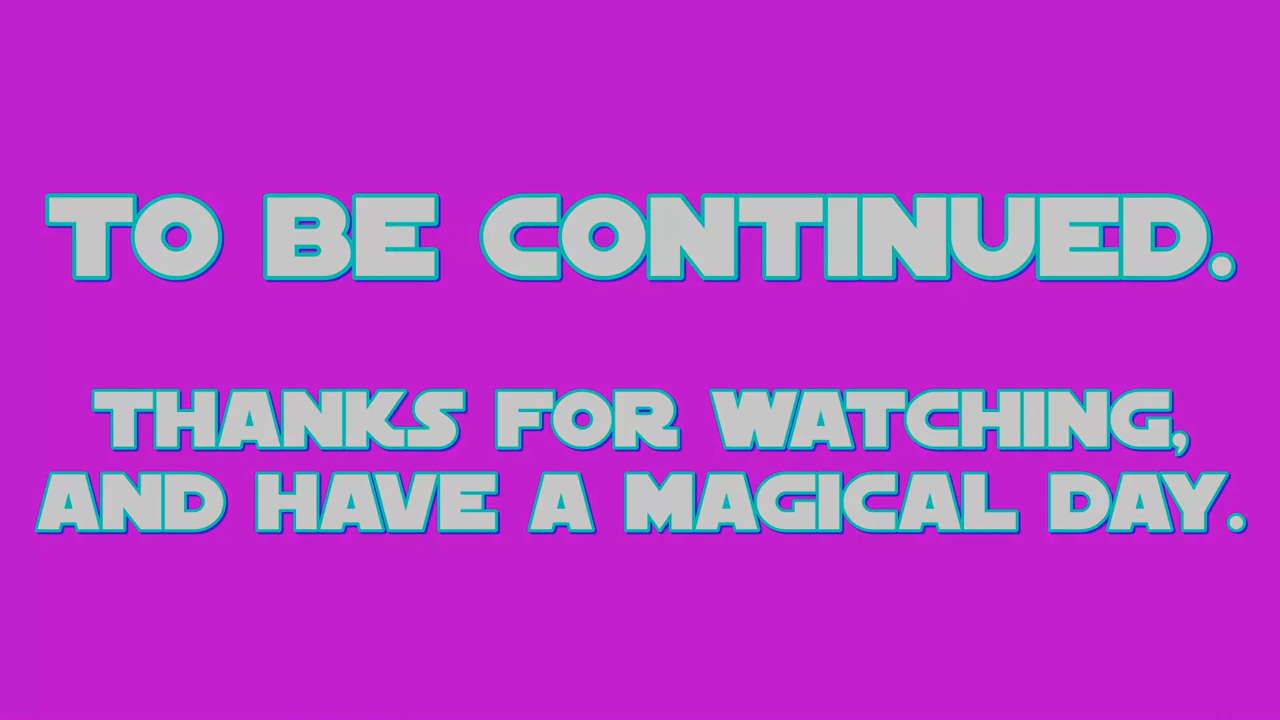 TO BE CONTINUED.
THANKS FOR WATCHING,
AND HAVE A MAGICAL DAY.